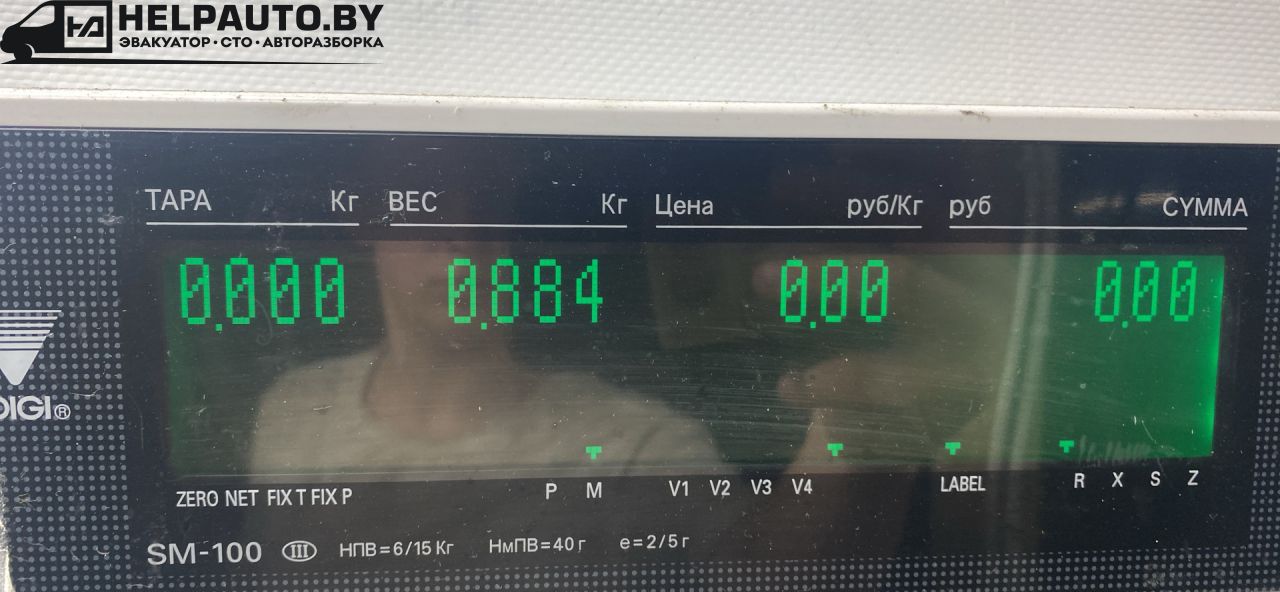 HELPAUTO.BY
ЭВАКУАТОР · СТО · АВТОРАЗБОРКА
ТАРА Кг ВЕС Кг Цена руб/Кг руб СУММА
0.000 0.884 0.00 0.00
DIGI®
ZERO NET FIX T FIX P P M V1 V2 V3 V4 LABEL R X S Z
SM-100 III НПВ=6/15 Кг НмПВ=40 г e=2/5 г